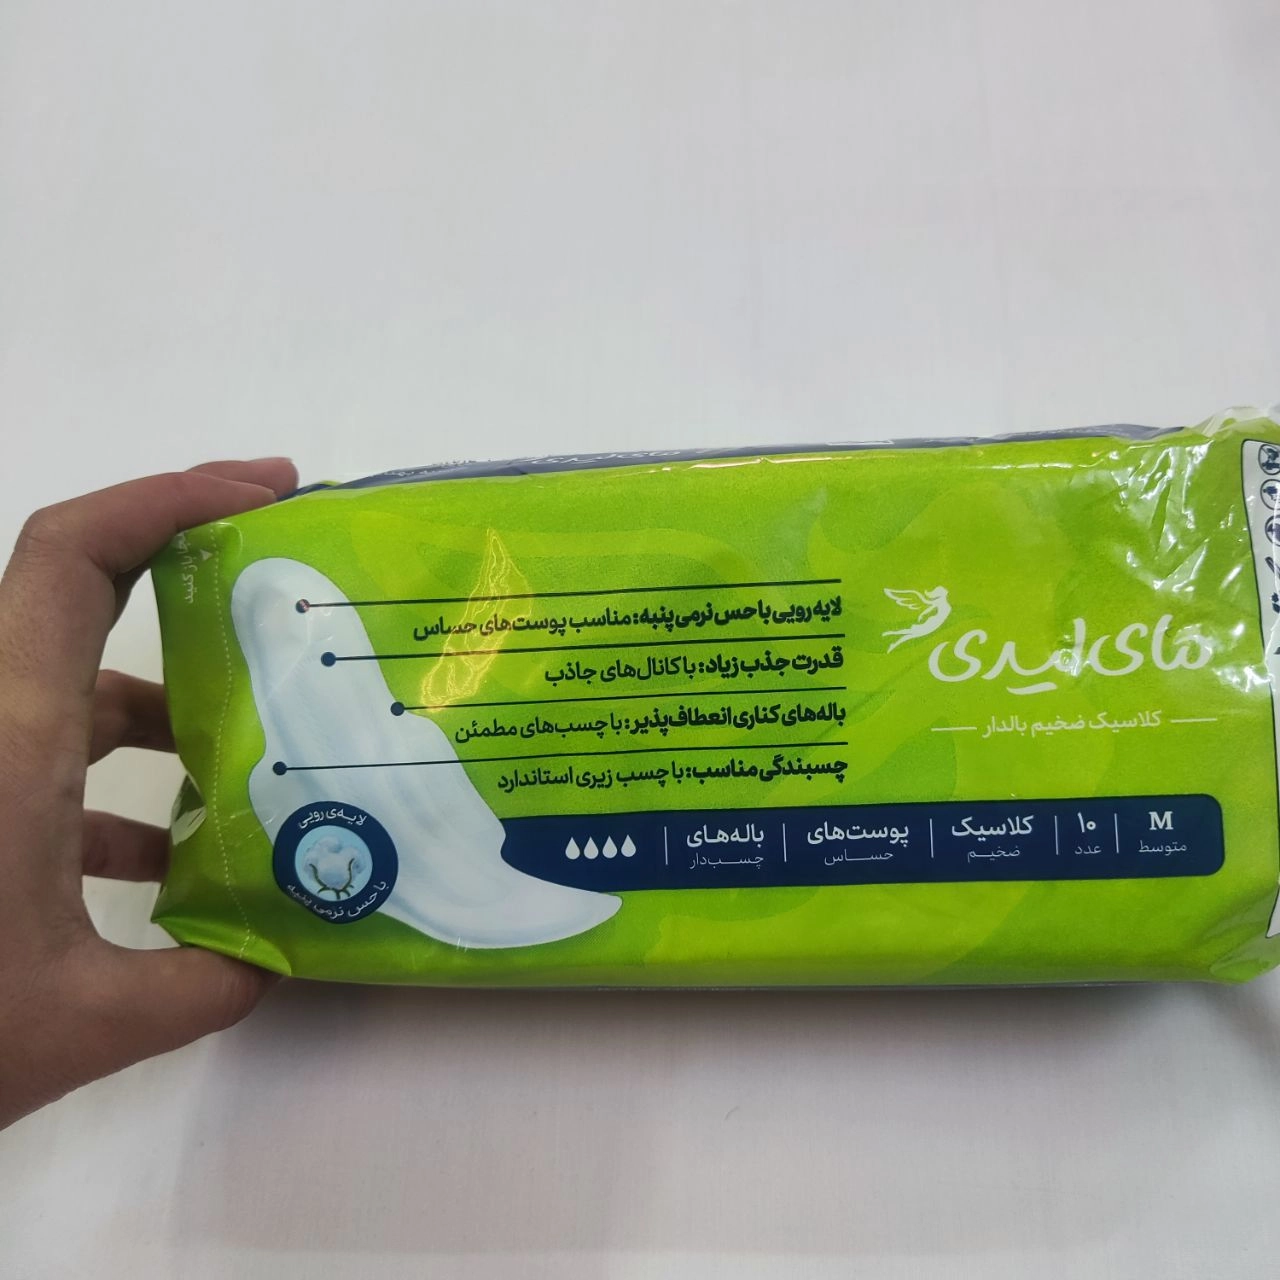 مای‌لیدی
کلاسیک ضخیم بالدار
لایه رویی با حس نرمی پنبه: مناسب پوست‌های حساس
قدرت جذب زیاد: با کانال‌های جاذب
باله‌های کناری انعطاف‌پذیر: با چسب‌های مطمئن
چسبندگی مناسب: با چسب زیری استاندارد
M متوسط
۱۰ عدد
کلاسیک ضخیم
پوست‌های حساس
باله‌های چسب‌دار
لایه‌ی رویی
با حس نرمی پنبه
باز کنید